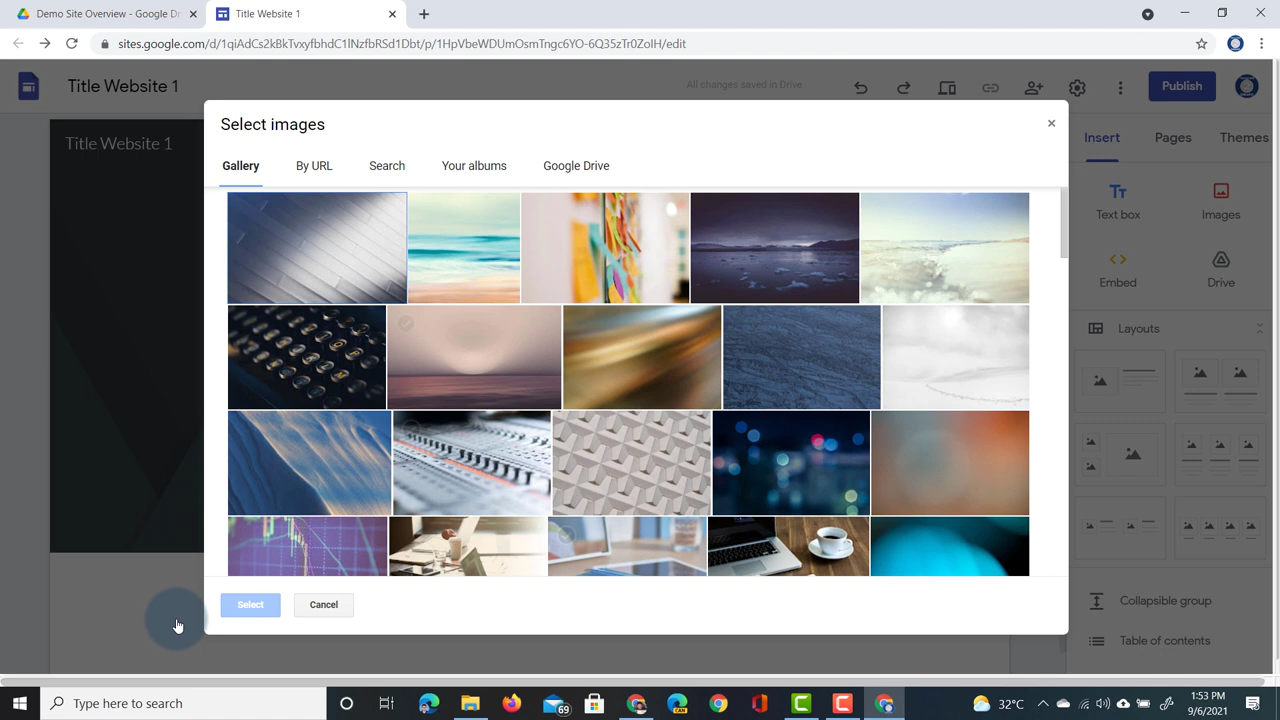 Demo Site Overview - Google Dr
Title Website 1
sites.google.com/d/1qiAdCs2kBkTvxyfbhdC1lNzfbRSd1Dbt/p/1HpVbeWDUmOsmTngc6YO-6Q35zTr0ZoIH/edit
Title Website 1
All changes saved in Drive
Publish
Title Website 1
Select images
Gallery
By URL
Search
Your albums
Google Drive
Select
Cancel
Insert
Pages
Themes
Text box
Images
Embed
Drive
Layouts
Collapsible group
Table of contents
Type here to search
69
CAN
32°C
1:53 PM
9/6/2021